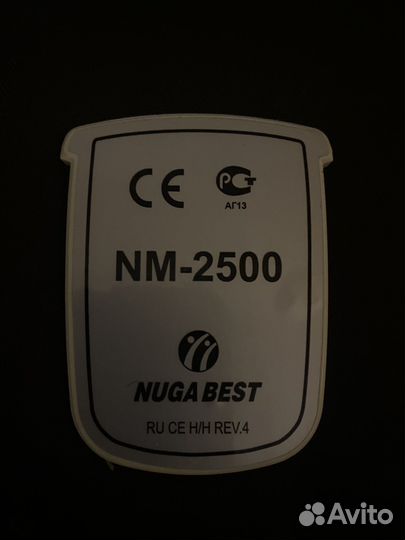 CE РСТ
АГ13
NM-2500
NUGA BEST
RU CE H/H REV.4
Avito